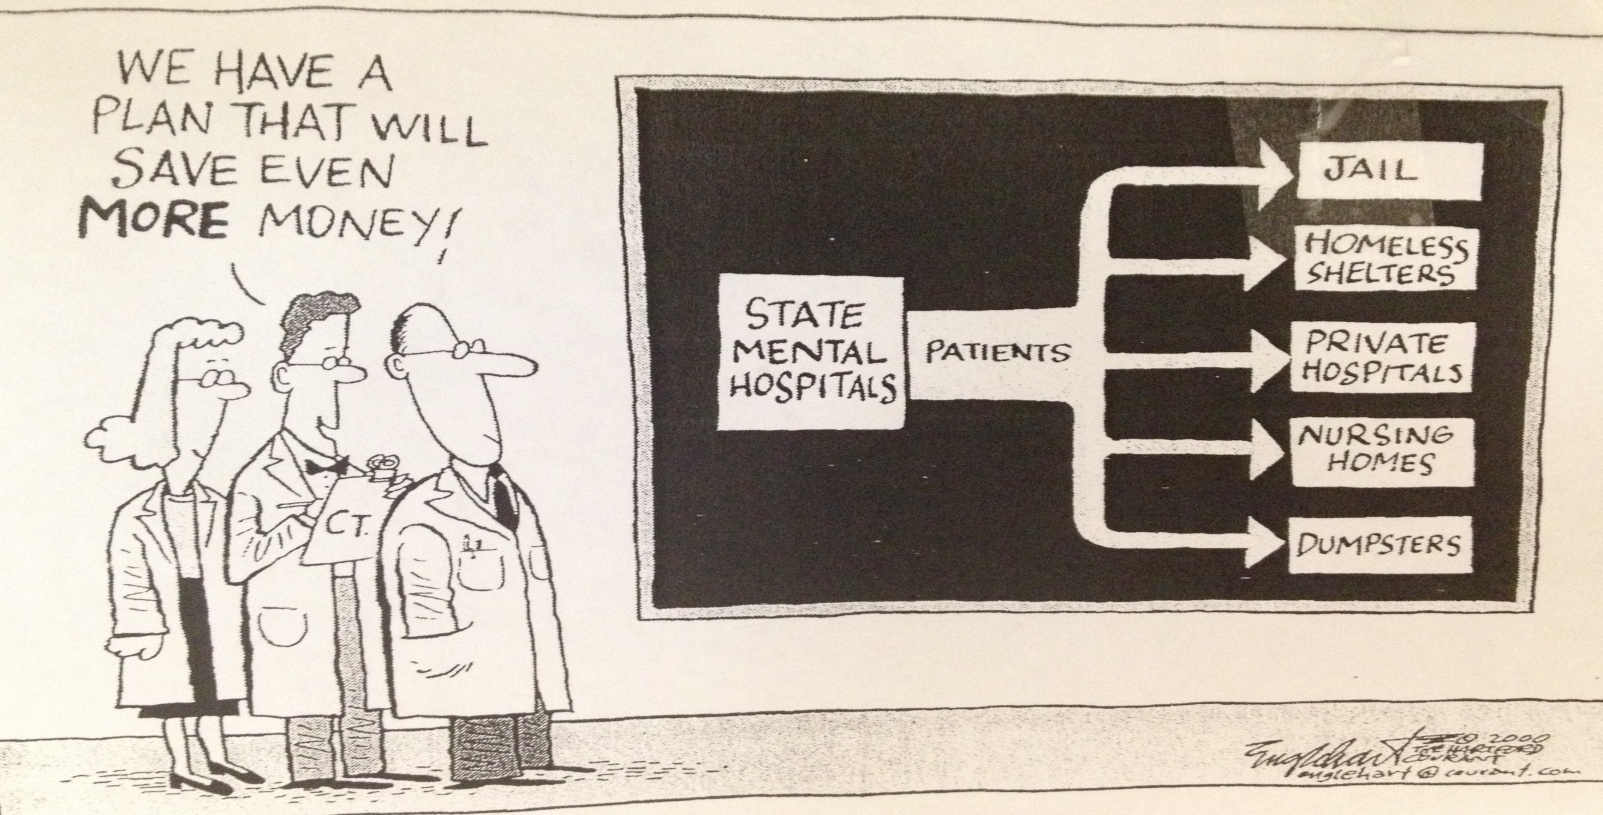 WE HAVE A
PLAN THAT WILL
SAVE EVEN
MORE MONEY!
CT.
STATE
MENTAL
HOSPITALS
PATIENTS
JAIL
HOMELESS
SHELTERS
PRIVATE
HOSPITALS
NURSING
HOMES
DUMPSTERS
Englehart © 2000
THE HARTFORD
COURANT
englehart@courant.com